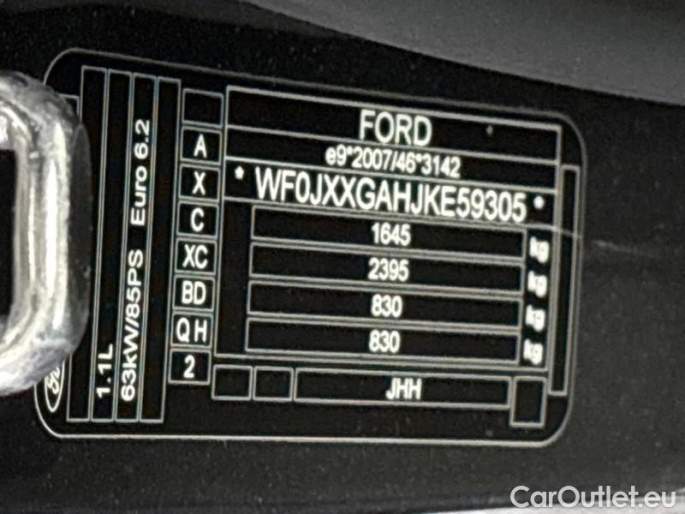 FORD
e9*2007/46*3142
* WF0JXXGAHJKE59305 *
1645 kg
2395 kg
830 kg
830 kg
JHH
A
X
C
XC
BD
QH
2
1.1L
63kW/85PS Euro 6.2
CarOutlet.eu